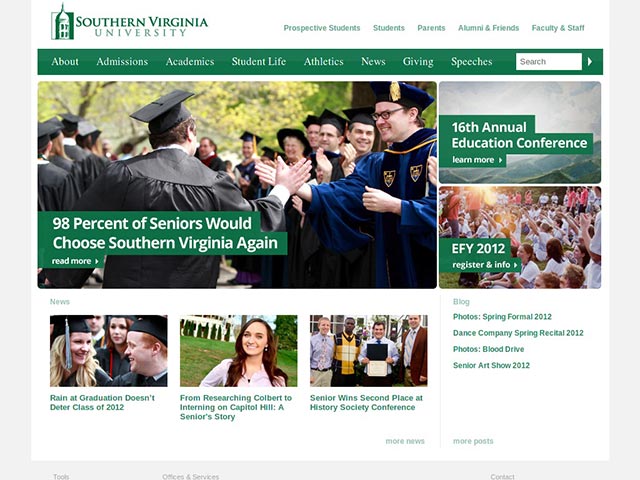 SOUTHERN VIRGINIA
UNIVERSITY
Prospective Students Students Parents Alumni & Friends Faculty & Staff
About Admissions Academics Student Life Athletics News Giving Speeches Search
16th Annual
Education Conference
learn more
98 Percent of Seniors Would
Choose Southern Virginia Again
read more
EFY 2012
register & info
News
Rain at Graduation Doesn't
Deter Class of 2012
From Researching Colbert to
Interning on Capitol Hill: A
Senior's Story
Senior Wins Second Place at
History Society Conference
more news
Blog
Photos: Spring Formal 2012
Dance Company Spring Recital 2012
Photos: Blood Drive
Senior Art Show 2012
more posts
Tools Offices & Services Contact